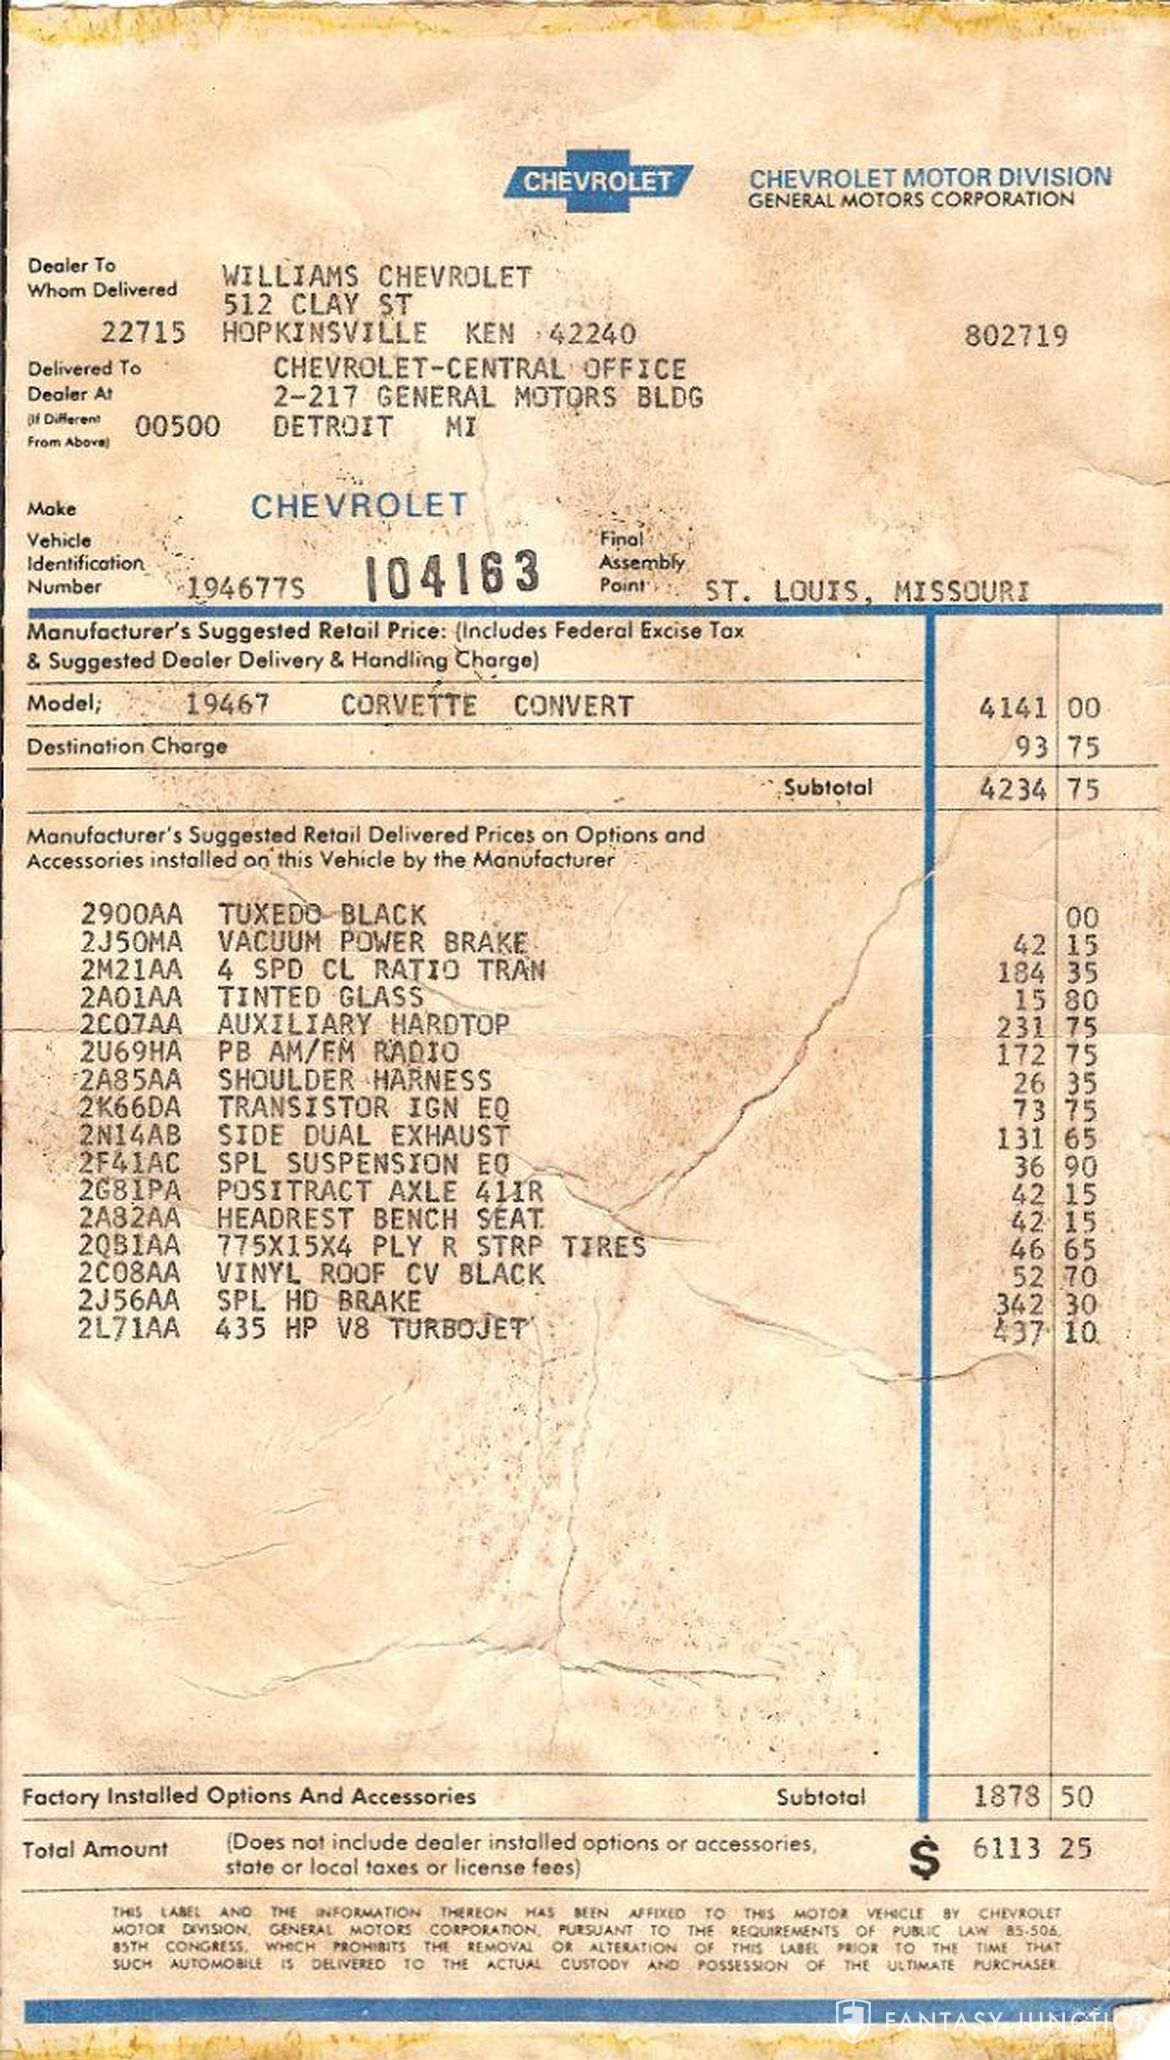 CHEVROLET
CHEVROLET MOTOR DIVISION
GENERAL MOTORS CORPORATION
Dealer To
Whom Delivered
WILLIAMS CHEVROLET
512 CLAY ST
22715 HOPKINSVILLE KEN 42240 802719
Delivered To
Dealer At
(If Different
From Above)
00500
CHEVROLET-CENTRAL OFFICE
2-217 GENERAL MOTORS BLDG
DETROIT MI
Make CHEVROLET
Vehicle
Identification
Number 194677S 104163
Final
Assembly
Point ST. LOUIS, MISSOURI
Manufacturer's Suggested Retail Price: (Includes Federal Excise Tax
& Suggested Dealer Delivery & Handling Charge)
Model; 19467 CORVETTE CONVERT 4141 00
Destination Charge 93 75
Subtotal 4234 75
Manufacturer's Suggested Retail Delivered Prices on Options and
Accessories installed on this Vehicle by the Manufacturer
2900AA TUXEDO BLACK 00
2J50MA VACUUM POWER BRAKE 42 15
2M21AA 4 SPD CL RATIO TRAN 184 35
2A01AA TINTED GLASS 15 80
2C07AA AUXILIARY HARDTOP 231 75
2U69HA PB AM/FM RADIO 172 75
2A85AA SHOULDER HARNESS 26 35
2K66DA TRANSISTOR IGN EQ 73 75
2N14AB SIDE DUAL EXHAUST 131 65
2F41AC SPL SUSPENSION EQ 36 90
2G81PA POSITRACT AXLE 411R 42 15
2A82AA HEADREST BENCH SEAT 42 15
2QB1AA 775X15X4 PLY R STRP TIRES 46 65
2C08AA VINYL ROOF CV BLACK 52 70
2J56AA SPL HD BRAKE 342 30
2L71AA 435 HP V8 TURBOJET 437 10
Factory Installed Options And Accessories Subtotal 1878 50
Total Amount (Does not include dealer installed options or accessories,
state or local taxes or license fees) $ 6113 25
THIS LABEL AND THE INFORMATION THEREON HAS BEEN AFFIXED TO THIS MOTOR VEHICLE BY CHEVROLET
MOTOR DIVISION, GENERAL MOTORS CORPORATION, PURSUANT TO THE REQUIREMENTS OF PUBLIC LAW 85-506,
85TH CONGRESS, WHICH PROHIBITS THE REMOVAL OR ALTERATION OF THIS LABEL PRIOR TO THE TIME THAT
SUCH AUTOMOBILE IS DELIVERED TO THE ACTUAL CUSTODY AND POSSESSION OF THE ULTIMATE PURCHASER.
FANTASY JUNCTION